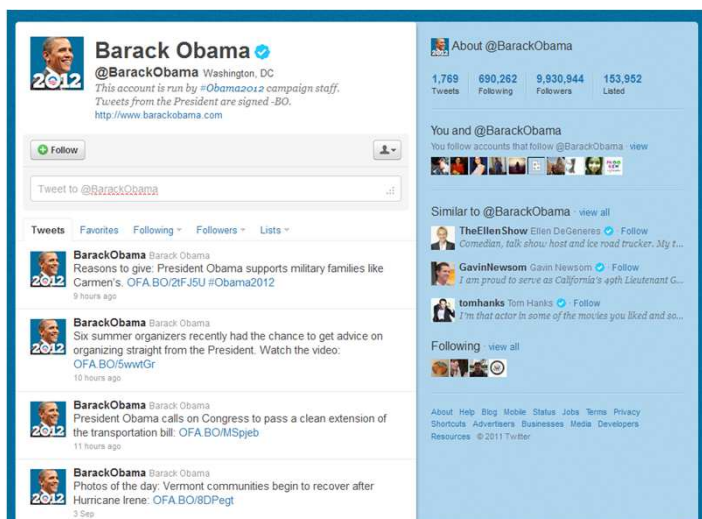 Barack Obama
@BarackObama Washington, DC
This account is run by #Obama2012 campaign staff.
Tweets from the President are signed -BO.
http://www.barackobama.com
2012
Follow
Tweet to @BarackObama
Tweets Favorites Following Followers Lists
BarackObama Barack Obama
Reasons to give: President Obama supports military families like
Carmen's. OFA.BO/2tFJ5U #Obama2012
9 hours ago
2012
BarackObama Barack Obama
Six summer organizers recently had the chance to get advice on
organizing straight from the President. Watch the video:
OFA.BO/5wwtGr
10 hours ago
2012
BarackObama Barack Obama
President Obama calls on Congress to pass a clean extension of
the transportation bill: OFA.BO/MSpjeb
11 hours ago
2012
BarackObama Barack Obama
Photos of the day: Vermont communities begin to recover after
Hurricane Irene: OFA.BO/8DPegt
3 Sep
2012
About @BarackObama
1,769 690,262 9,930,944 153,952
Tweets Following Followers Listed
You and @BarackObama
You follow accounts that follow @BarackObama · view
Similar to @BarackObama · view all
TheEllenShow Ellen DeGeneres · Follow
Comedian, talk show host and ice road trucker. My t...
GavinNewsom Gavin Newsom · Follow
I am proud to serve as California's 49th Lieutenant G...
tomhanks Tom Hanks · Follow
I'm that actor in some of the movies you liked and so...
Following · view all
About Help Blog Mobile Status Jobs Terms Privacy
Shortcuts Advertisers Businesses Media Developers
Resources © 2011 Twitter